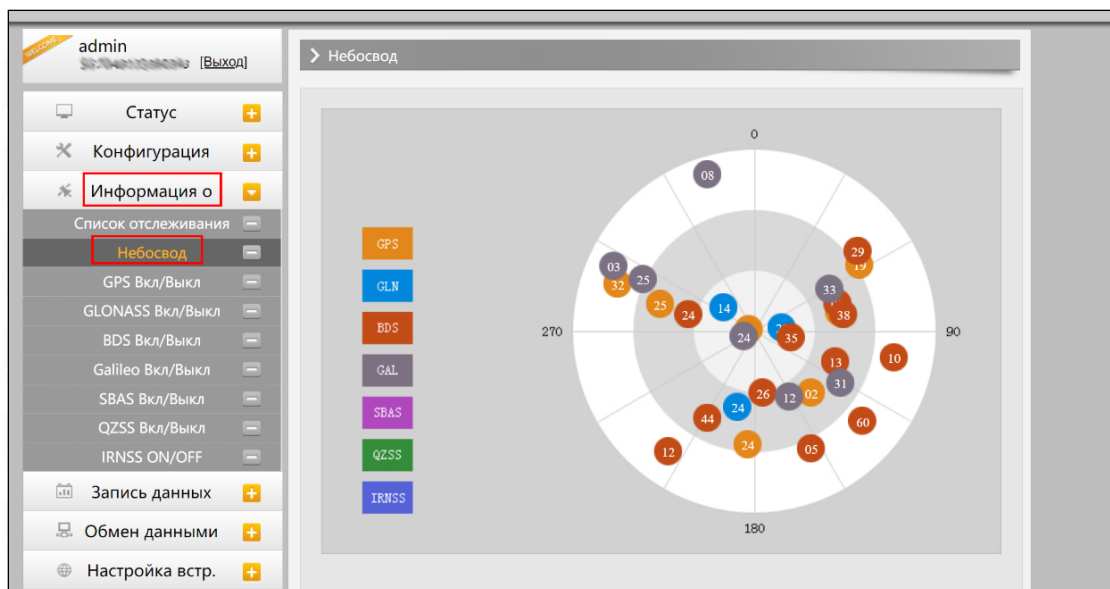 WELCOME
admin
[Выход]
Статус
Конфигурация
Информация о
Список отслеживания
Небосвод
GPS Вкл/Выкл
GLONASS Вкл/Выкл
BDS Вкл/Выкл
Galileo Вкл/Выкл
SBAS Вкл/Выкл
QZSS Вкл/Выкл
IRNSS ON/OFF
Запись данных
Обмен данными
Настройка встр.
Небосвод
GPS
GLN
BDS
GAL
SBAS
QZSS
IRNSS
0
08
29
19
03
25
32
33
25
14
38
24
270
90
24
35
13
10
31
26
12
02
24
44
60
24
05
12
180